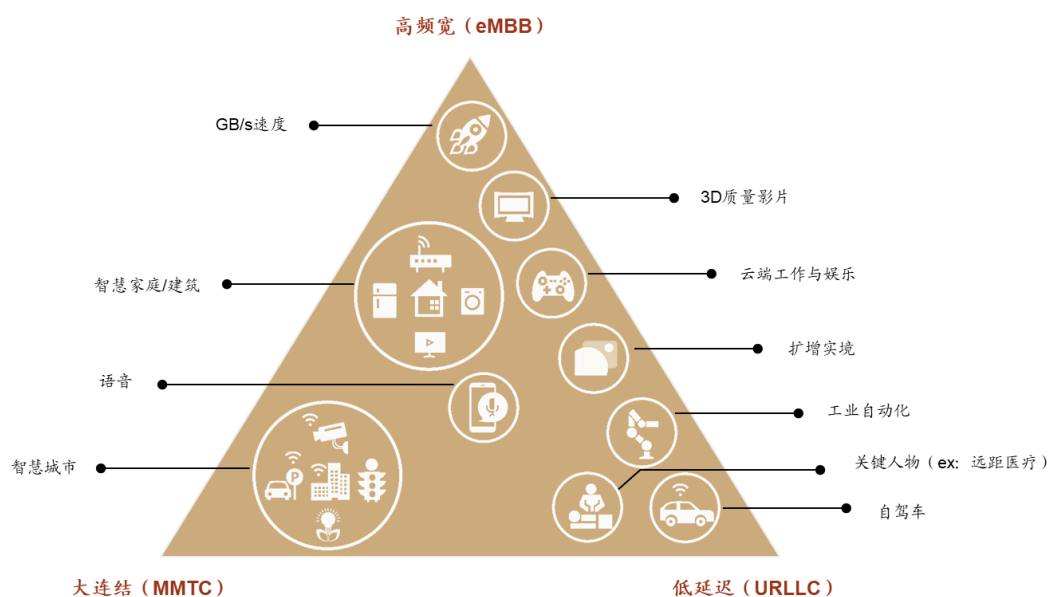 高频宽（eMBB）
GB/s速度
3D质量影片
云端工作与娱乐
智慧家庭/建筑
扩增实境
语音
工业自动化
智慧城市
关键人物（ex: 远距医疗）
自驾车
大连结（MMTC）
低延迟（URLLC）